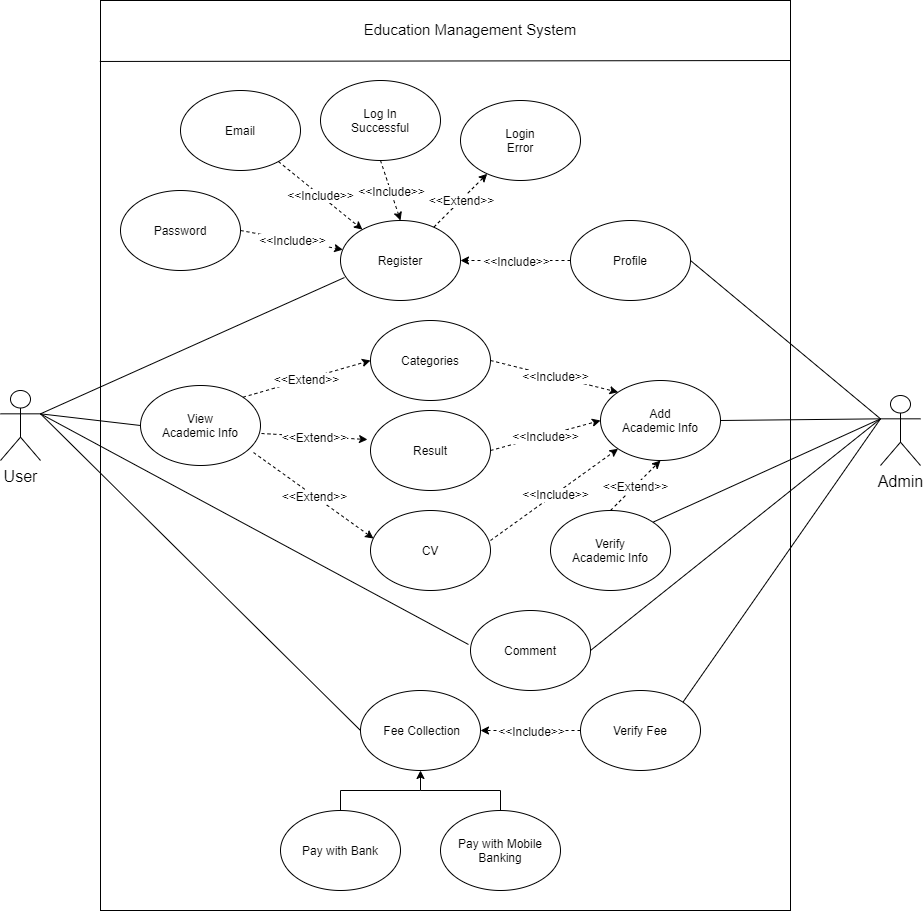 Education Management System
Email
Log In
Successful
Login
Error
<<Include>>
<<Include>>
<<Extend>>
Password
<<Include>>
Register
<<Include>>
Profile
Categories
<<Extend>>
<<Include>>
View
Academic Info
Add
Academic Info
<<Extend>>
Result
<<Include>>
User
Admin
<<Extend>>
<<Include>>
<<Extend>>
CV
Verify
Academic Info
Comment
Fee Collection
<<Include>>
Verify Fee
Pay with Bank
Pay with Mobile
Banking